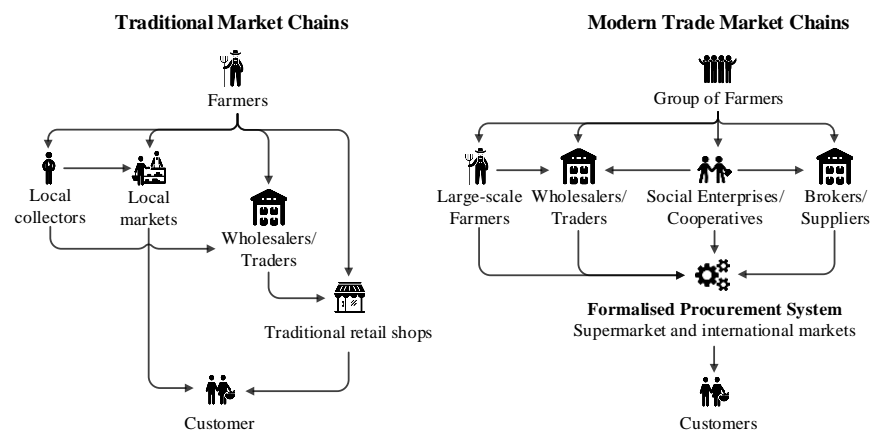 Traditional Market Chains
Farmers
Local
collectors
Local
markets
Wholesalers/
Traders
Traditional retail shops
Customer
Modern Trade Market Chains
Group of Farmers
Large-scale
Farmers
Wholesalers/
Traders
Social Enterprises/
Cooperatives
Brokers/
Suppliers
Formalised Procurement System
Supermarket and international markets
Customers